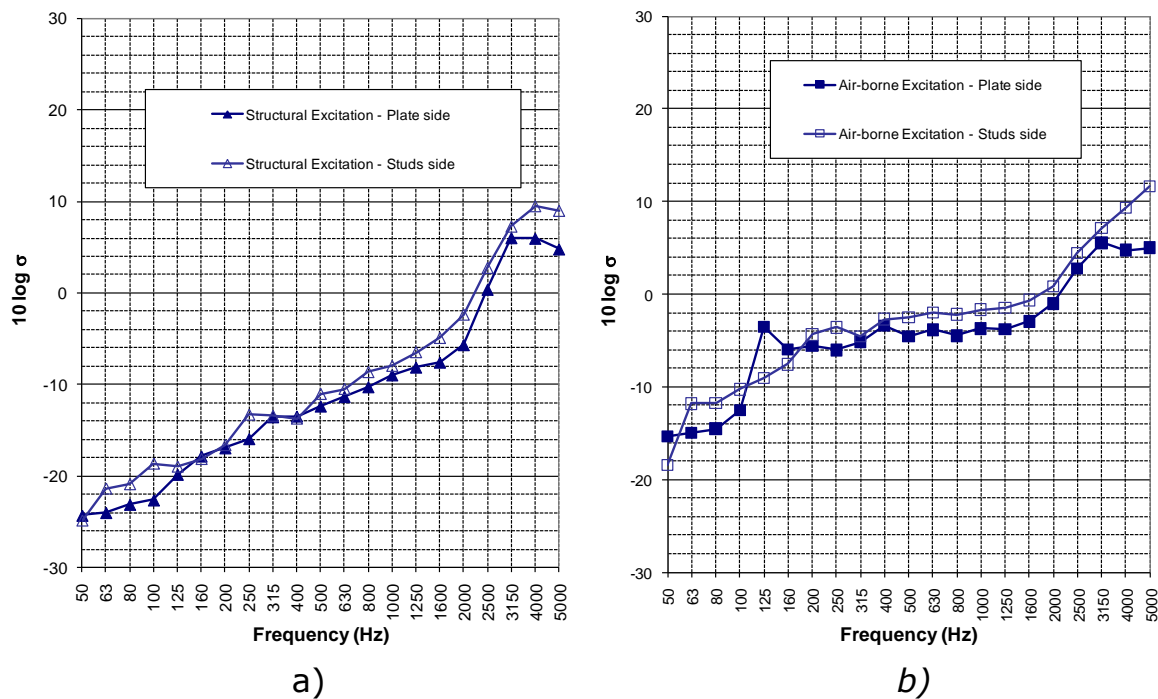 30
20
10
0
-10
-20
-30
10 log σ
Structural Excitation - Plate side
Structural Excitation - Studs side
50 63 80 100 125 160 200 250 315 400 500 630 800 1000 1250 1600 2000 2500 3150 4000 5000
Frequency (Hz)
a)
30
20
10
0
-10
-20
-30
10 log σ
Air-borne Excitation - Plate side
Air-borne Excitation - Studs side
50 63 80 100 125 160 200 250 315 400 500 630 800 1000 1250 1600 2000 2500 3150 4000 5000
Frequency (Hz)
b)